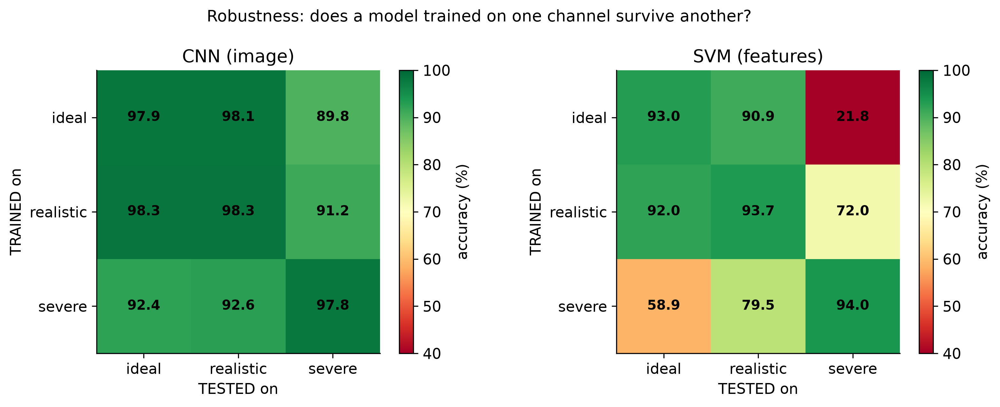 Robustness: does a model trained on one channel survive another?
CNN (image)
TRAINED on
ideal
realistic
severe
97.9 98.1 89.8
98.3 98.3 91.2
92.4 92.6 97.8
ideal realistic severe
TESTED on
100
90
80
70
60
50
40
accuracy (%)
SVM (features)
TRAINED on
ideal
realistic
severe
93.0 90.9 21.8
92.0 93.7 72.0
58.9 79.5 94.0
ideal realistic severe
TESTED on
100
90
80
70
60
50
40
accuracy (%)